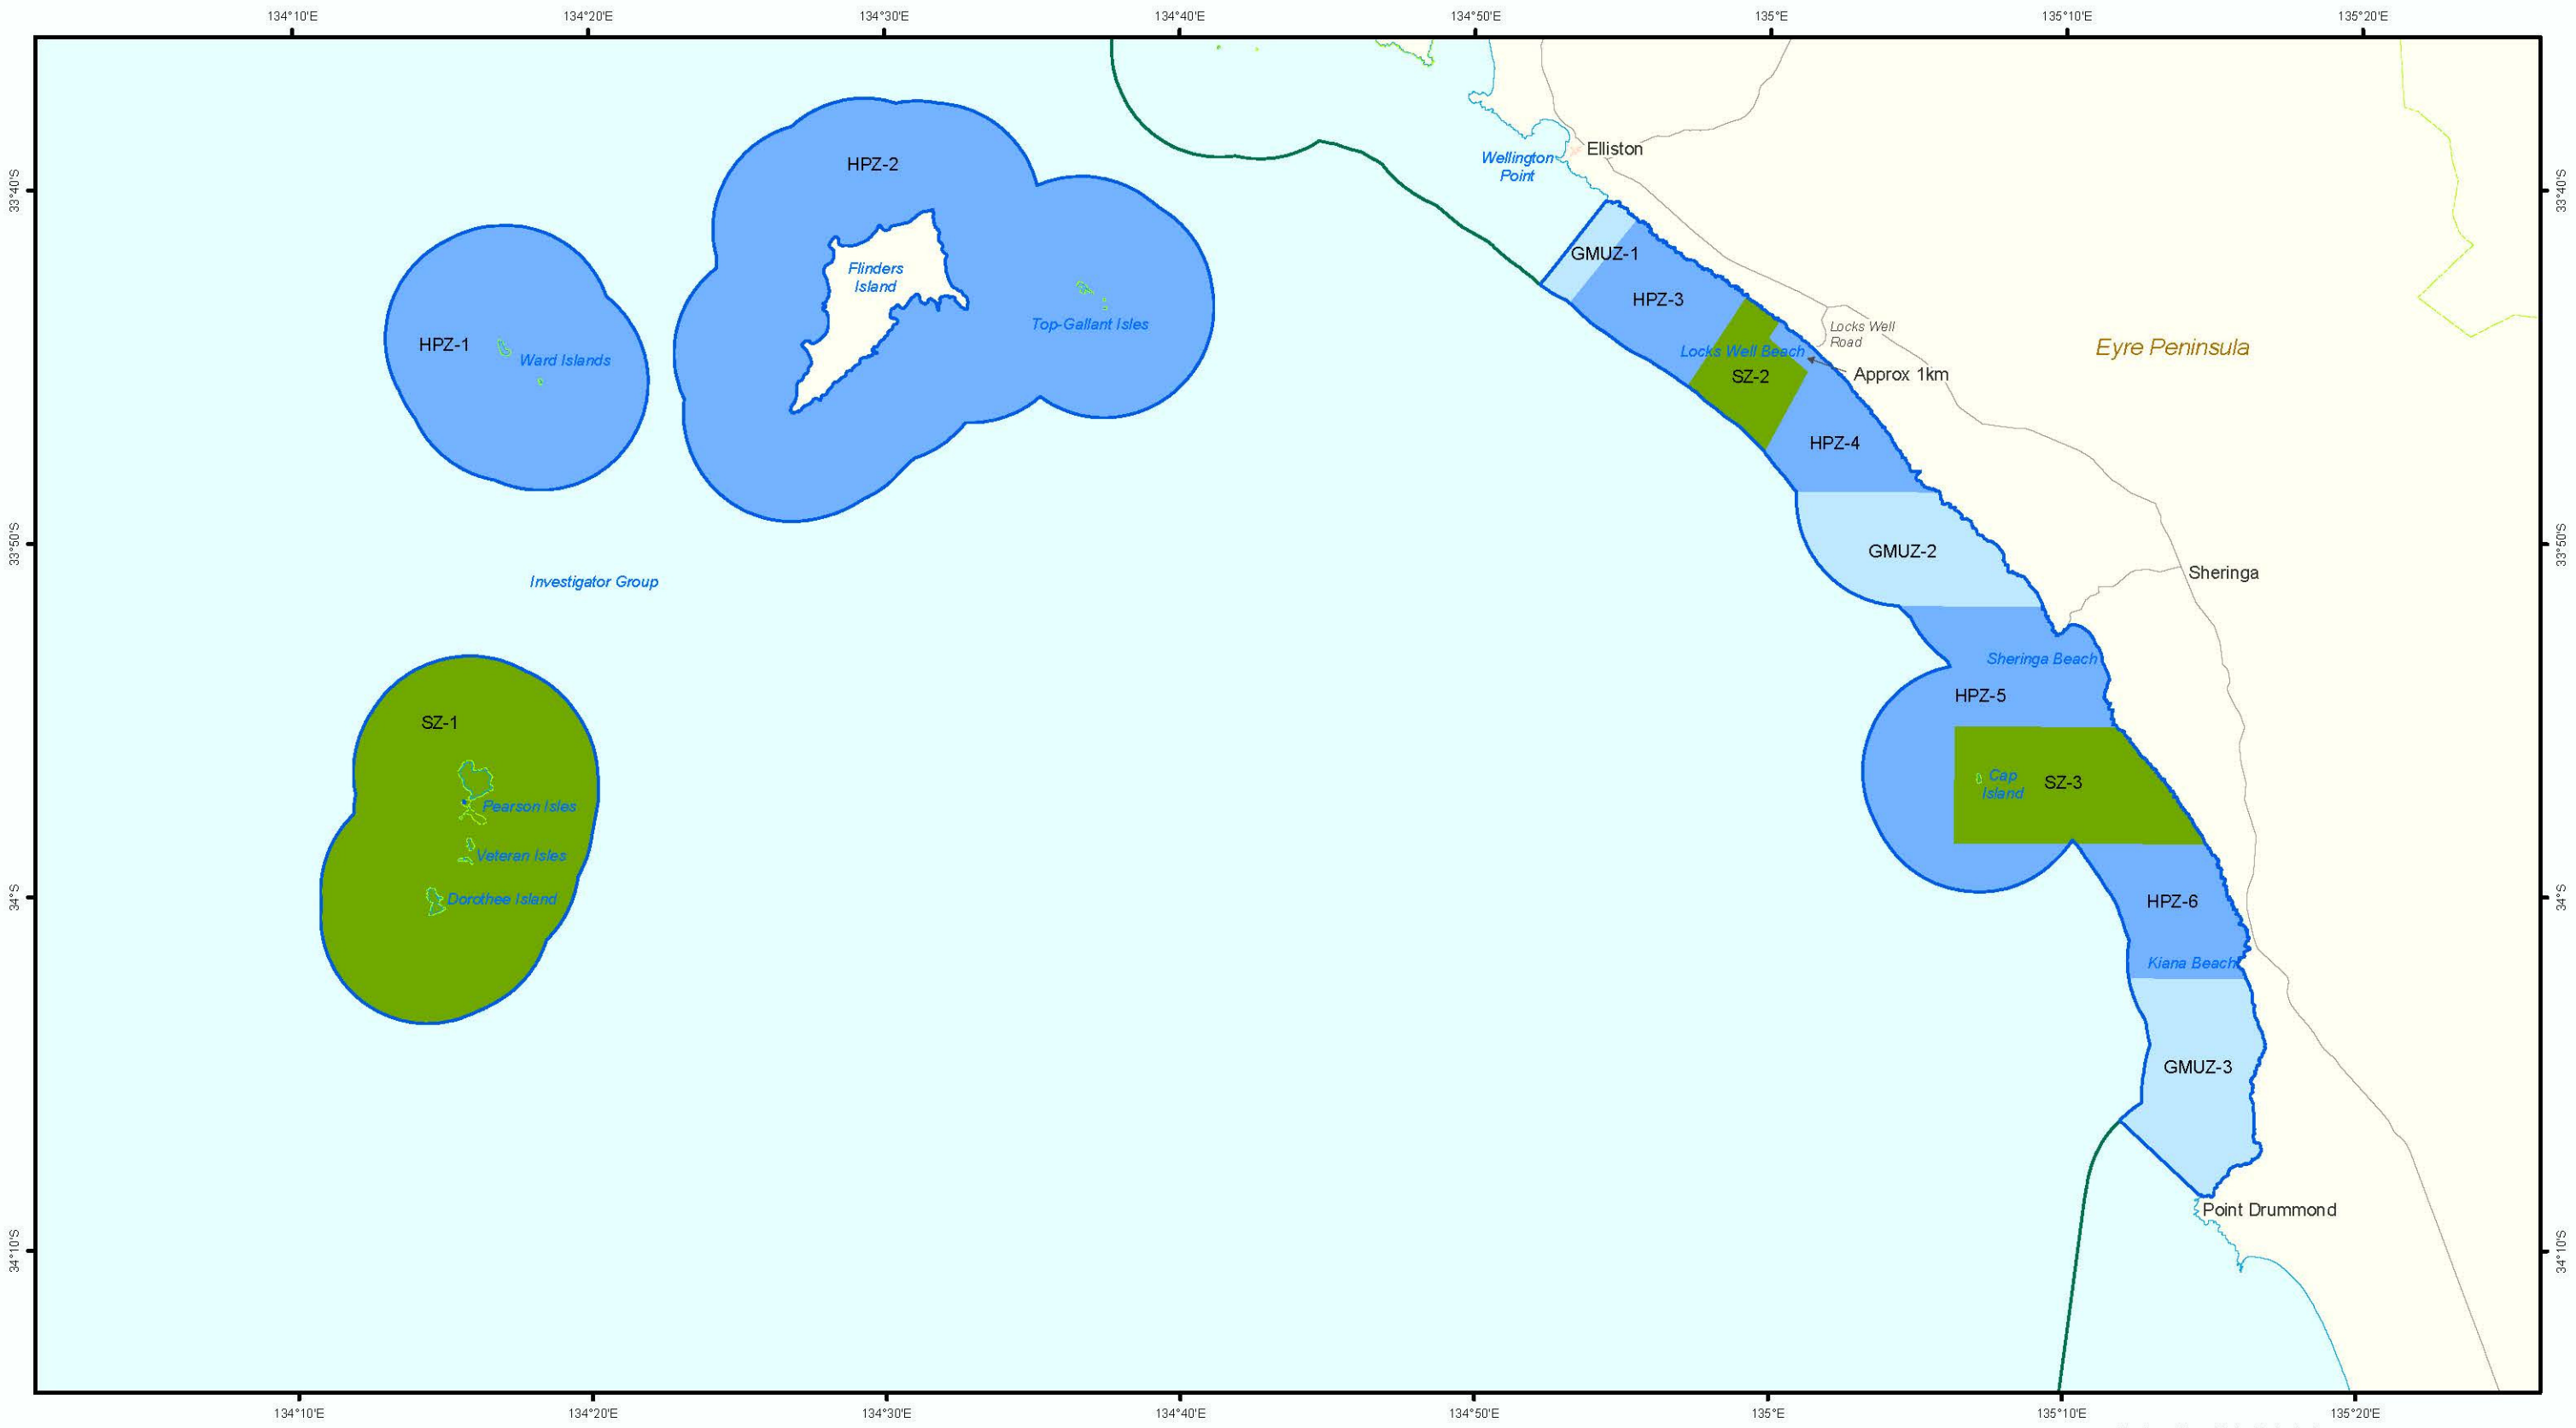 134°10'E
134°20'E
134°30'E
134°40'E
134°50'E
135°E
135°10'E
135°20'E
Elliston
Wellington
Point
HPZ-2
33°40'S
33°40'S
GMUZ-1
Flinders
Island
HPZ-3
Top-Gallant Isles
Locks Well
Road
HPZ-1
Ward Islands
Locks Well Beach
Eyre Peninsula
SZ-2
Approx 1km
HPZ-4
33°50'S
33°50'S
GMUZ-2
Investigator Group
Sheringa
Sheringa Beach
HPZ-5
SZ-1
Cap
Island
SZ-3
Pearson Isles
Veteran Isles
Dorothee Island
34°S
34°S
HPZ-6
Kiana Beach
GMUZ-3
Point Drummond
34°10'S
34°10'S
134°10'E
134°20'E
134°30'E
134°40'E
134°50'E
135°E
135°10'E
135°20'E